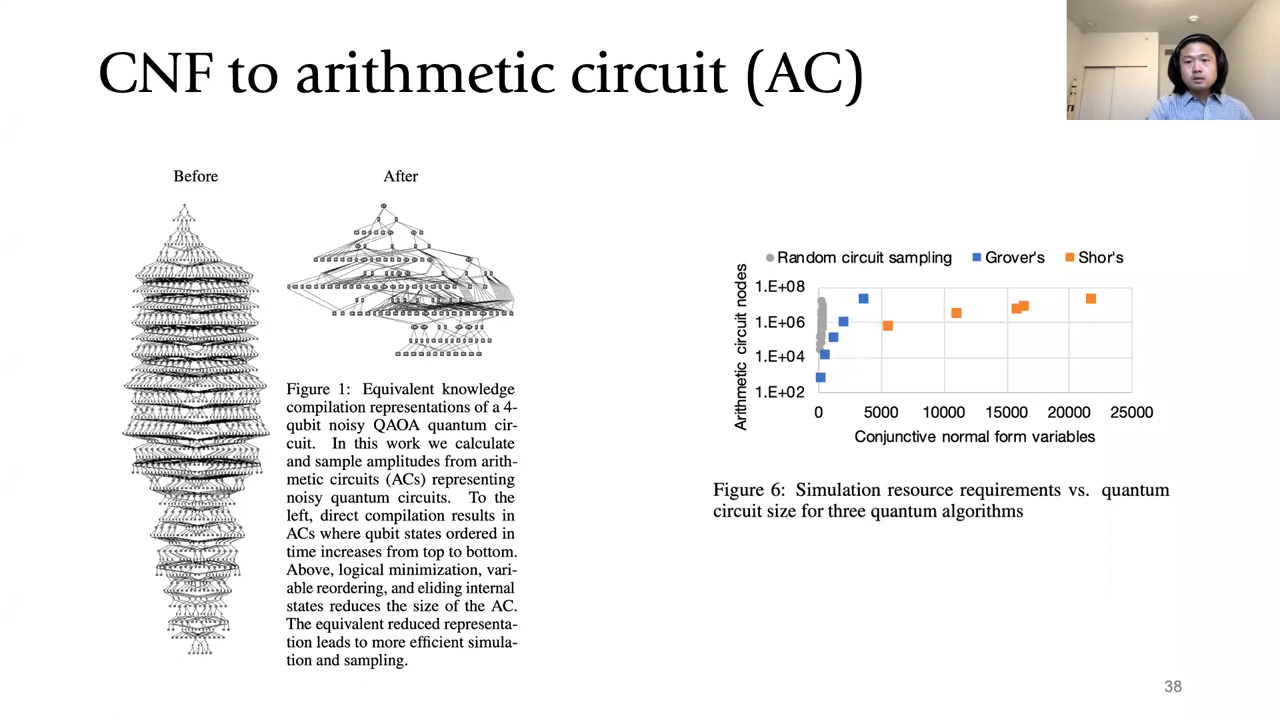 CNF to arithmetic circuit (AC)
Before
After
Figure 1: Equivalent knowledge
compilation representations of a 4-
qubit noisy QAOA quantum cir-
cuit. In this work we calculate
and sample amplitudes from arith-
metic circuits (ACs) representing
noisy quantum circuits. To the
left, direct compilation results in
ACs where qubit states ordered in
time increases from top to bottom.
Above, logical minimization, vari-
able reordering, and eliding internal
states reduces the size of the AC.
The equivalent reduced representa-
tion leads to more efficient simula-
tion and sampling.
Random circuit sampling Grover's Shor's
Arithmetic circuit nodes
1.E+08
1.E+06
1.E+04
1.E+02
0 5000 10000 15000 20000 25000
Conjunctive normal form variables
Figure 6: Simulation resource requirements vs. quantum
circuit size for three quantum algorithms
38